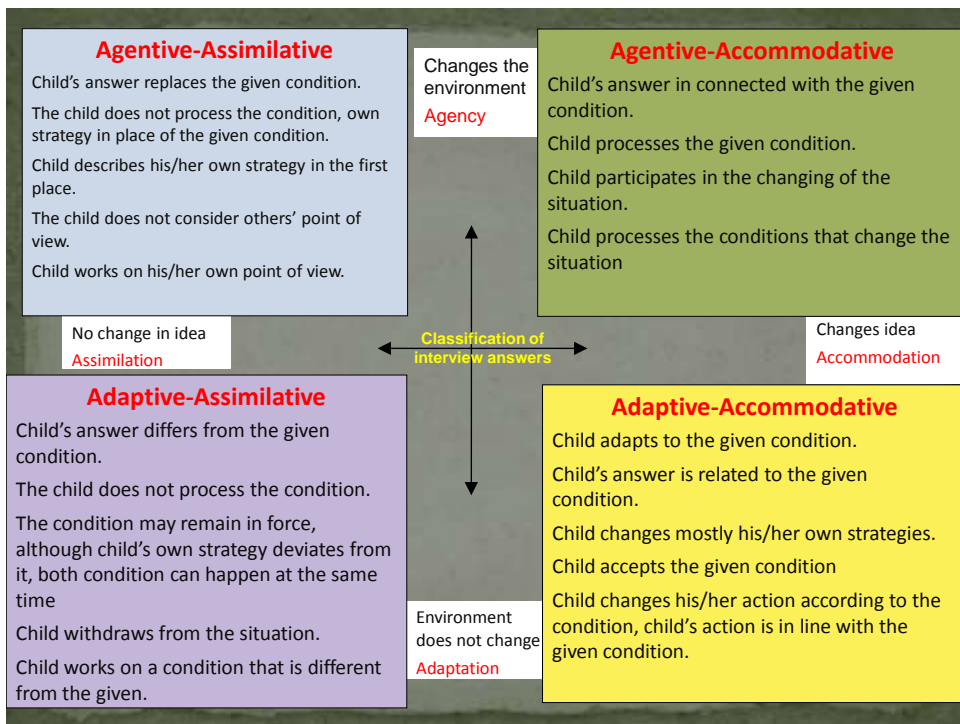 Agentive-Assimilative
Child's answer replaces the given condition.
The child does not process the condition, own
strategy in place of the given condition.
Child describes his/her own strategy in the first
place.
The child does not consider others' point of
view.
Child works on his/her own point of view.
Changes the
environment
Agency
Agentive-Accommodative
Child's answer in connected with the given
condition.
Child processes the given condition.
Child participates in the changing of the
situation.
Child processes the conditions that change the
situation
No change in idea
Assimilation
Classification of
interview answers
Changes idea
Accommodation
Adaptive-Assimilative
Child's answer differs from the given
condition.
The child does not process the condition.
The condition may remain in force,
although child's own strategy deviates from
it, both condition can happen at the same
time
Child withdraws from the situation.
Child works on a condition that is different
from the given.
Environment
does not change
Adaptation
Adaptive-Accommodative
Child adapts to the given condition.
Child's answer is related to the given
condition.
Child changes mostly his/her own strategies.
Child accepts the given condition
Child changes his/her action according to the
condition, child's action is in line with the
given condition.